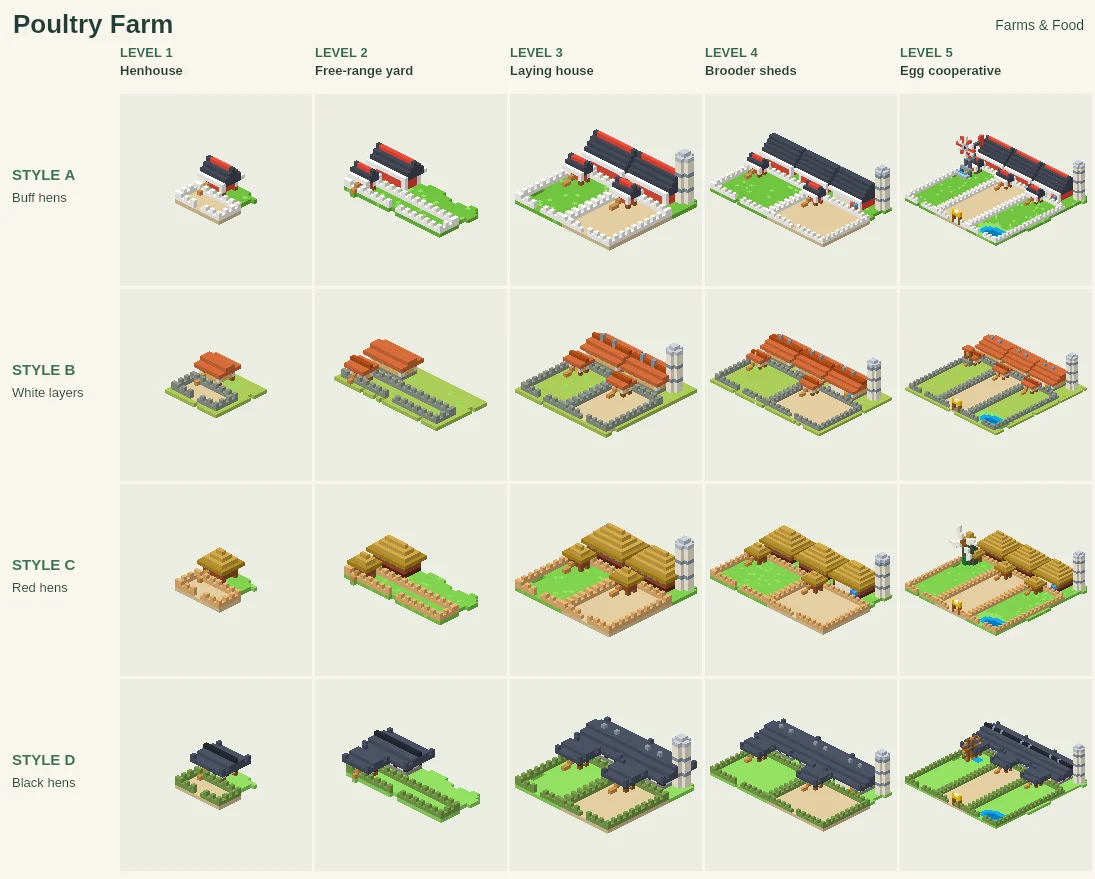 Poultry Farm
Farms & Food
LEVEL 1
Henhouse
LEVEL 2
Free-range yard
LEVEL 3
Laying house
LEVEL 4
Brooder sheds
LEVEL 5
Egg cooperative
STYLE A
Buff hens
STYLE B
White layers
STYLE C
Red hens
STYLE D
Black hens